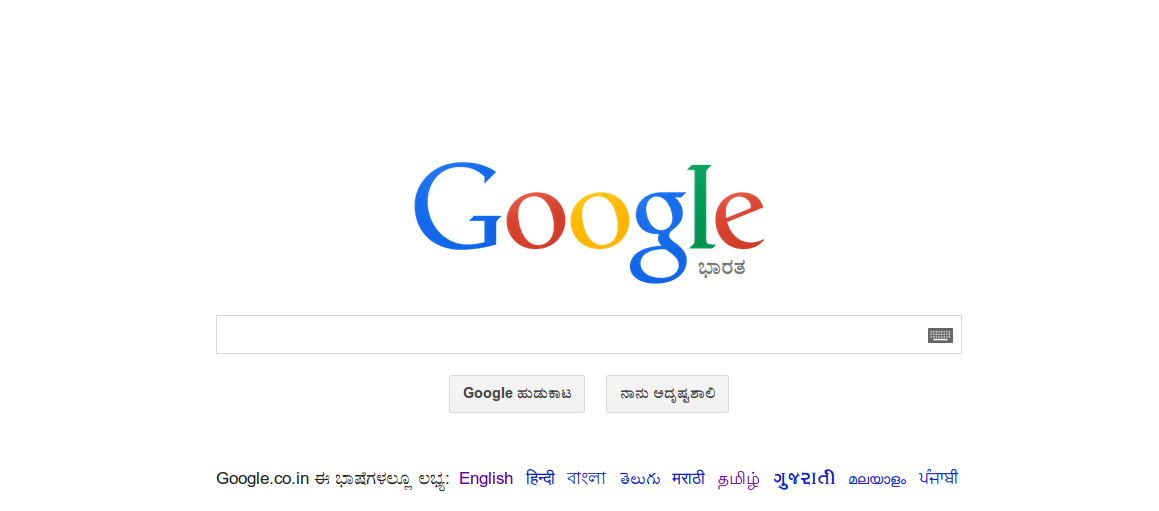 Google
ಭಾರತ
Google ಹುಡುಕಾಟ ನಾನು ಅದೃಷ್ಟಶಾಲಿ
Google.co.in ಈ ಭಾಷೆಗಳಲ್ಲೂ ಲಭ್ಯ: English हिन्दी বাংলা తెలుగు मराठी தமிழ் ગુજરાતી മലയാളം ਪੰਜਾਬੀ